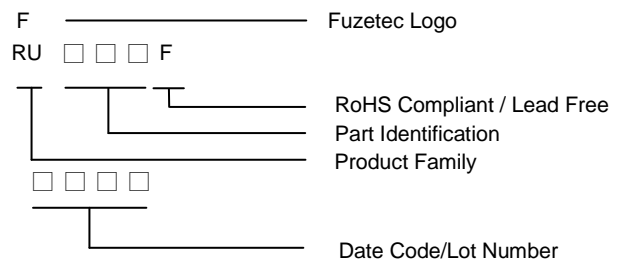 F Fuzetec Logo
RU □ □ □ F
RoHS Compliant / Lead Free
Part Identification
Product Family
□ □ □ □
Date Code/Lot Number